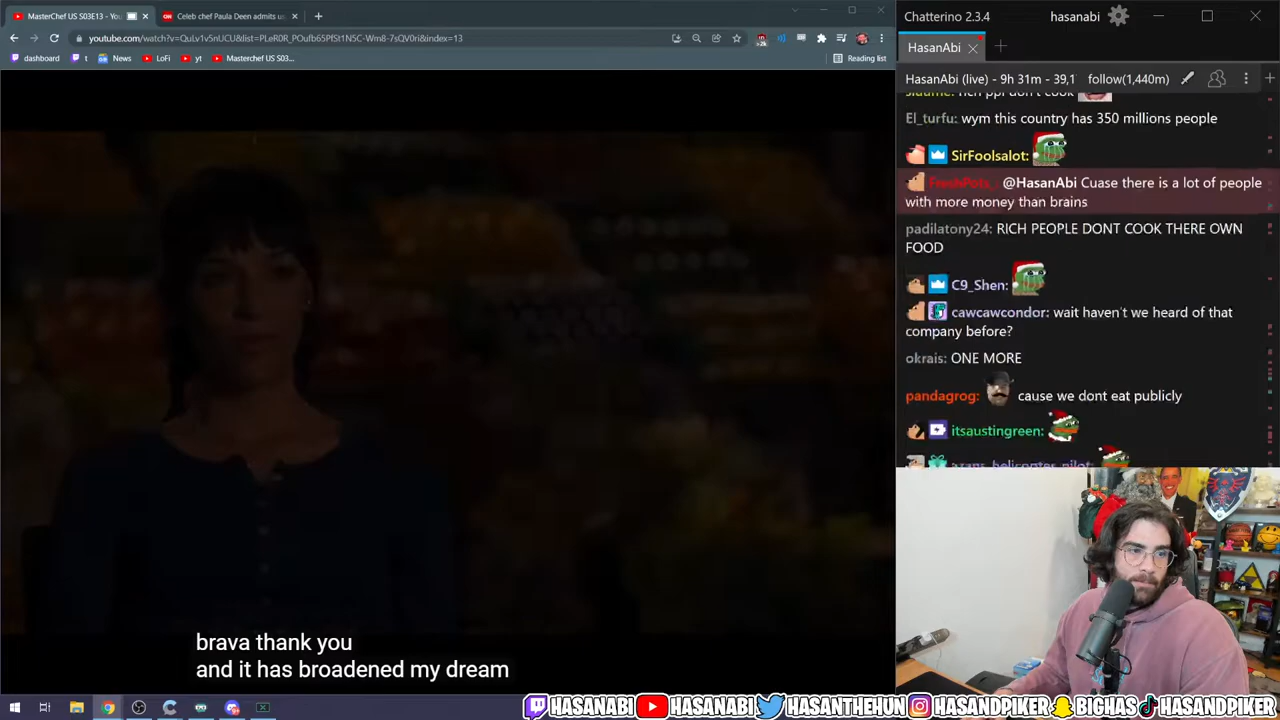 MasterChef US S03E13 - You
Celeb chef Paula Deen admits us
youtube.com/watch?v=QuLv1v5nUCU&list=PLeR0R_POufb65PfSt1N5C-Wm8-7sQV0ri&index=13
dashboard
t
News
LoFi
yt
Masterchef US S03...
Reading list
brava thank you
and it has broadened my dream
Chatterino 2.3.4
hasanabi
HasanAbi
HasanAbi (live) - 9h 31m - 39,1
follow(1,440m)
El_turfu: wym this country has 350 millions people
SirFoolsalot:
FreshPots_: @HasanAbi Cuase there is a lot of people
with more money than brains
padilatony24: RICH PEOPLE DONT COOK THERE OWN
FOOD
C9_Shen:
cawcawcondor: wait haven't we heard of that
company before?
okrais: ONE MORE
pandagrog: cause we dont eat publicly
itsaustingreen:
HASANABI
HASANABI
HASANTHEHUN
HASANDPIKER
BIGHAS
HASANDPIKER